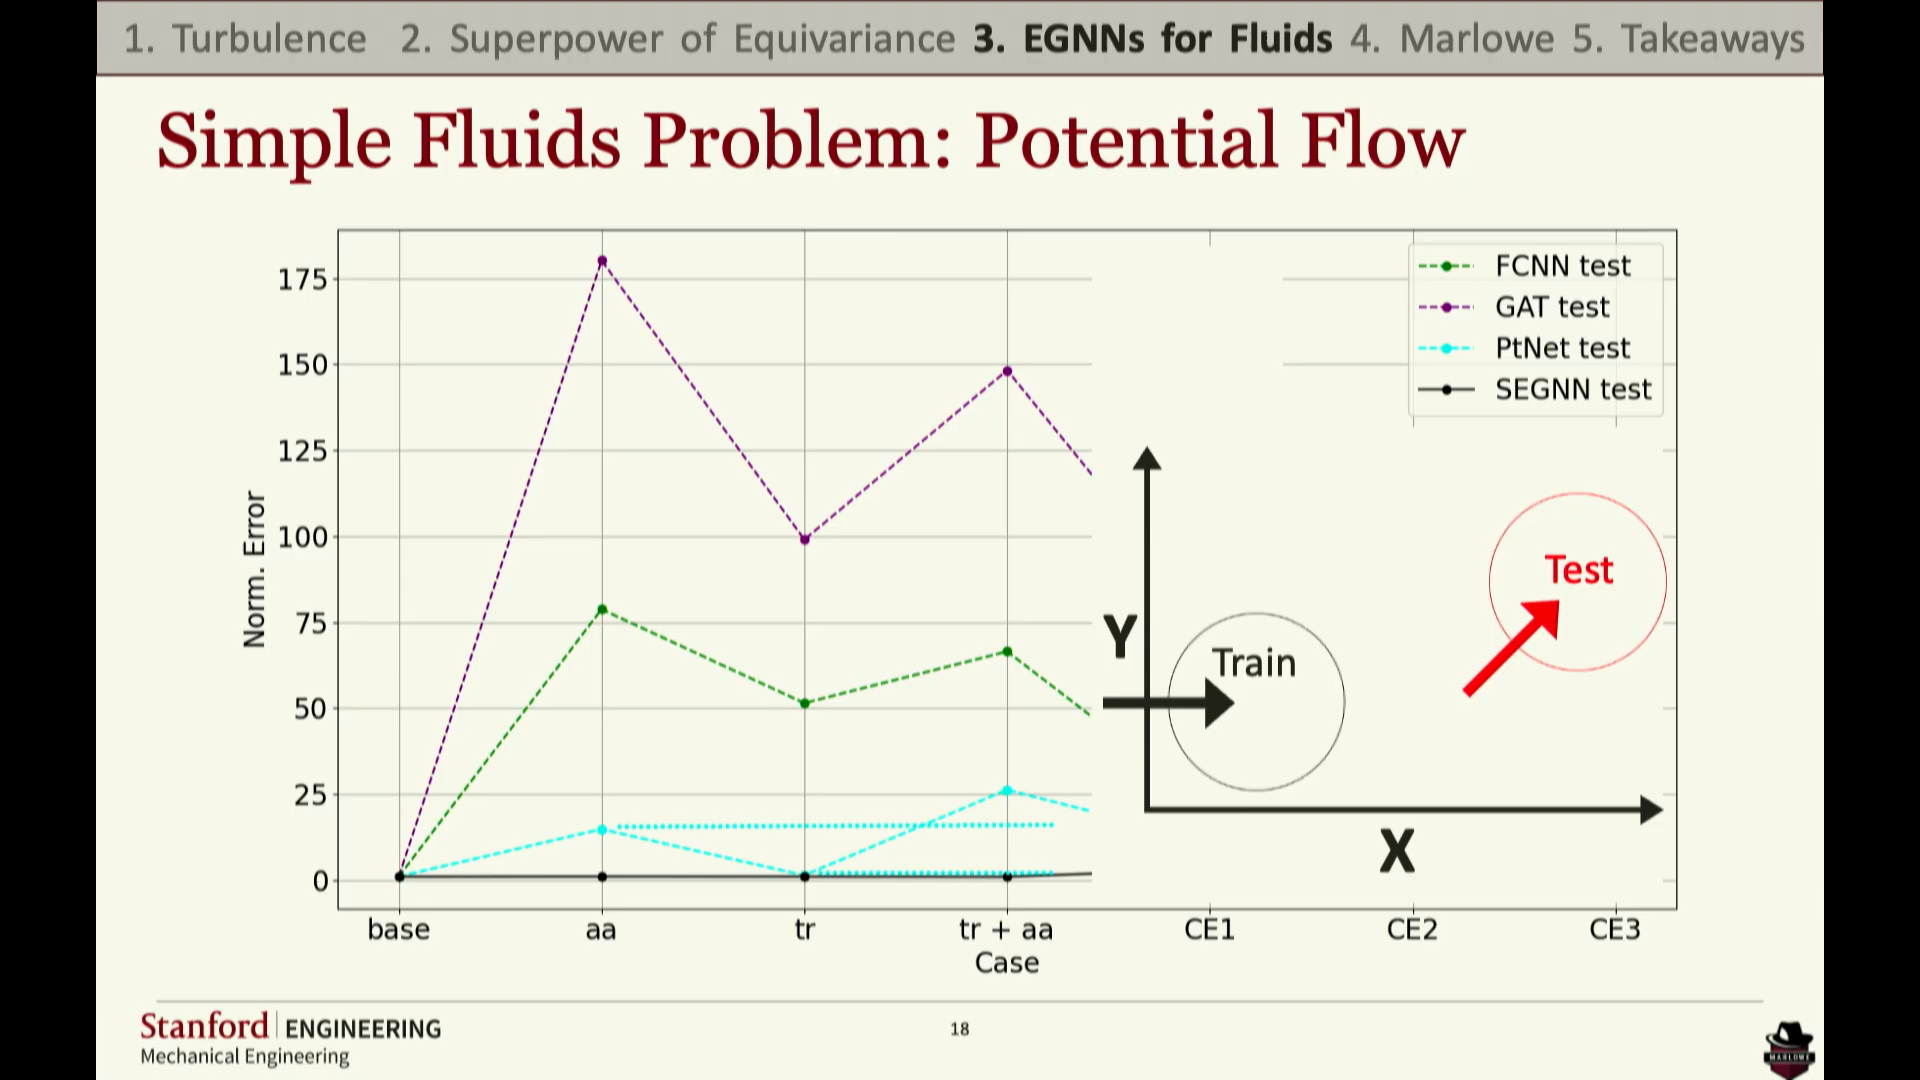 1. Turbulence 2. Superpower of Equivariance 3. EGNNs for Fluids 4. Marlowe 5. Takeaways
Simple Fluids Problem: Potential Flow
175
150
125
100
75
50
25
0
Norm. Error
FCNN test
GAT test
PtNet test
SEGNN test
Y
Train
Test
X
base
aa
tr
tr + aa
CE1
CE2
CE3
Case
Stanford ENGINEERING
Mechanical Engineering
18
MARLOWE